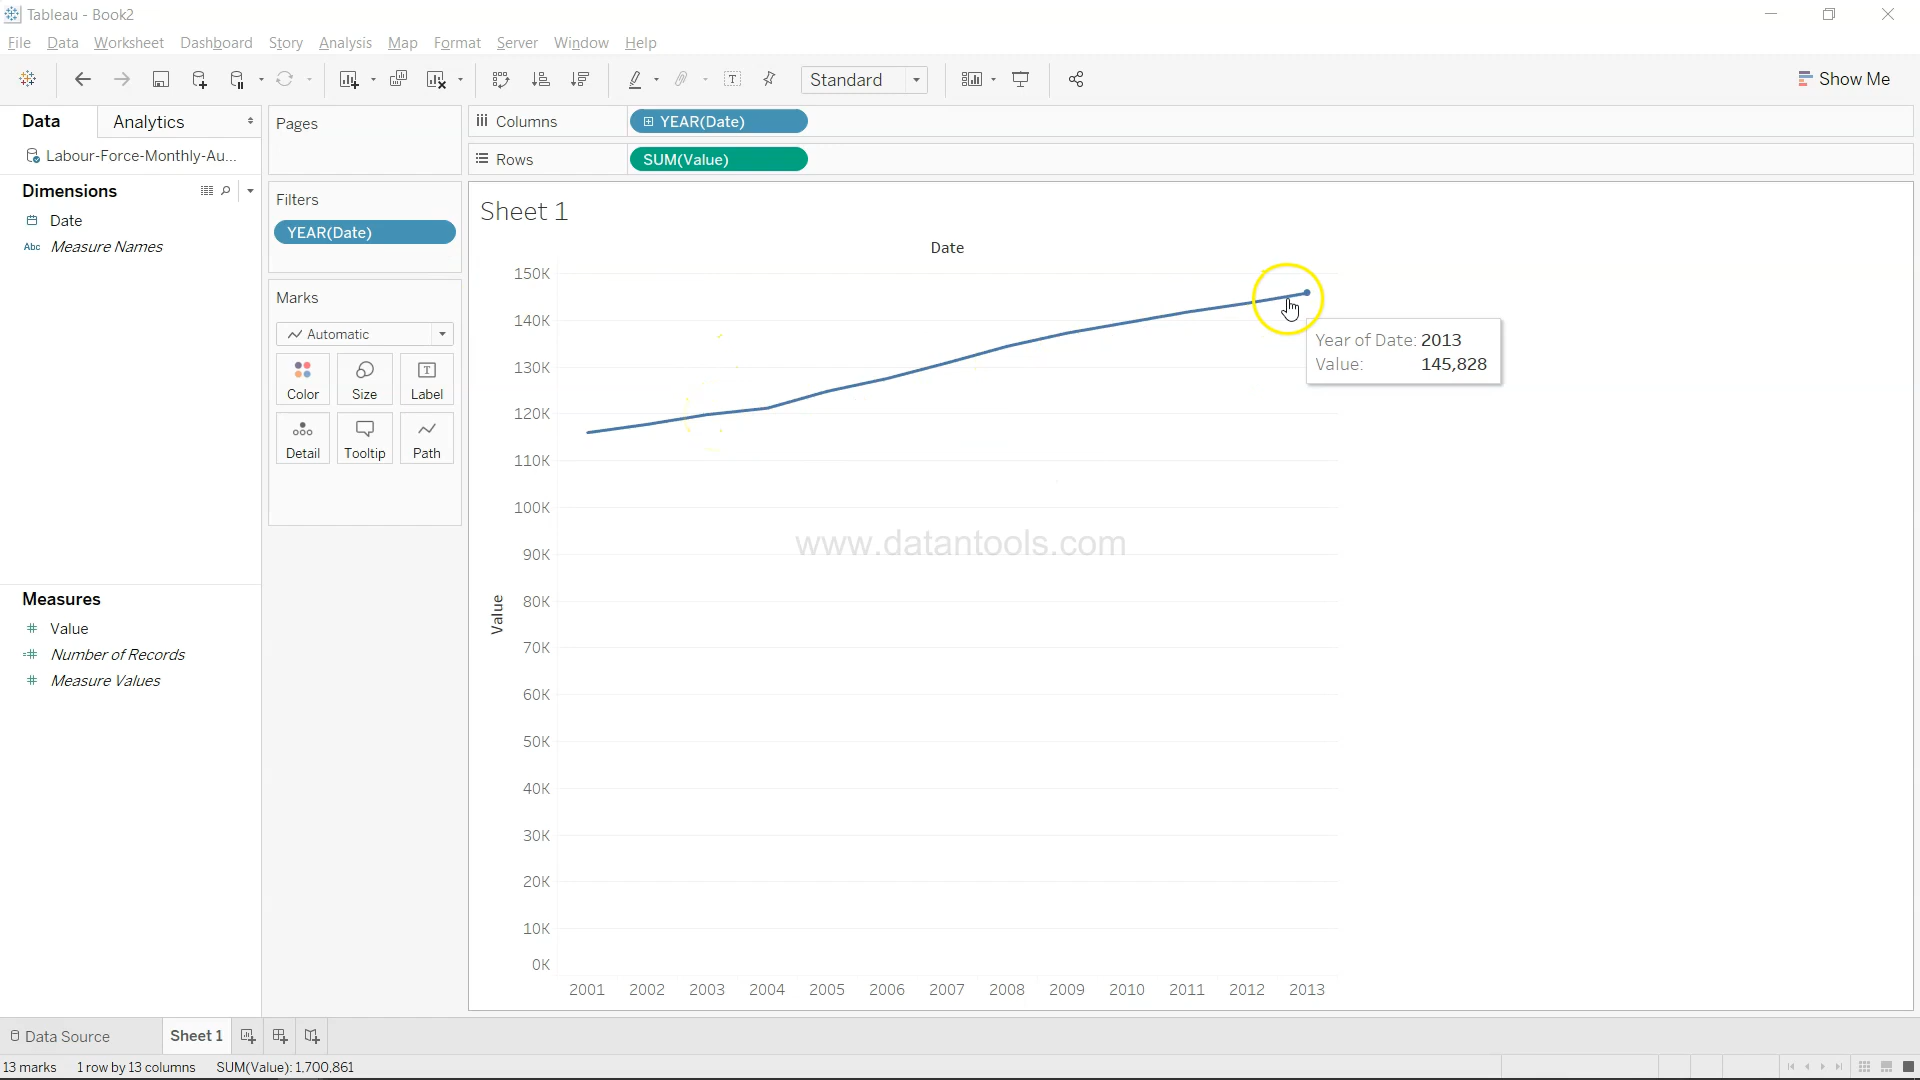 Tableau - Book2
File Data Worksheet Dashboard Story Analysis Map Format Server Window Help
Standard
Show Me
Data Analytics
Labour-Force-Monthly-Au...
Dimensions
Date
Abc Measure Names
Measures
Value
Number of Records
Measure Values
Pages
Filters
YEAR(Date)
Marks
Automatic
Color Size Label
Detail Tooltip Path
Columns YEAR(Date)
Rows SUM(Value)
Sheet 1
Date
150K
140K
130K
120K
110K
100K
90K
80K
70K
60K
50K
40K
30K
20K
10K
0K
Value
Year of Date: 2013
Value: 145,828
www.datantools.com
2001 2002 2003 2004 2005 2006 2007 2008 2009 2010 2011 2012 2013
Data Source Sheet 1
13 marks 1 row by 13 columns SUM(Value): 1,700,861